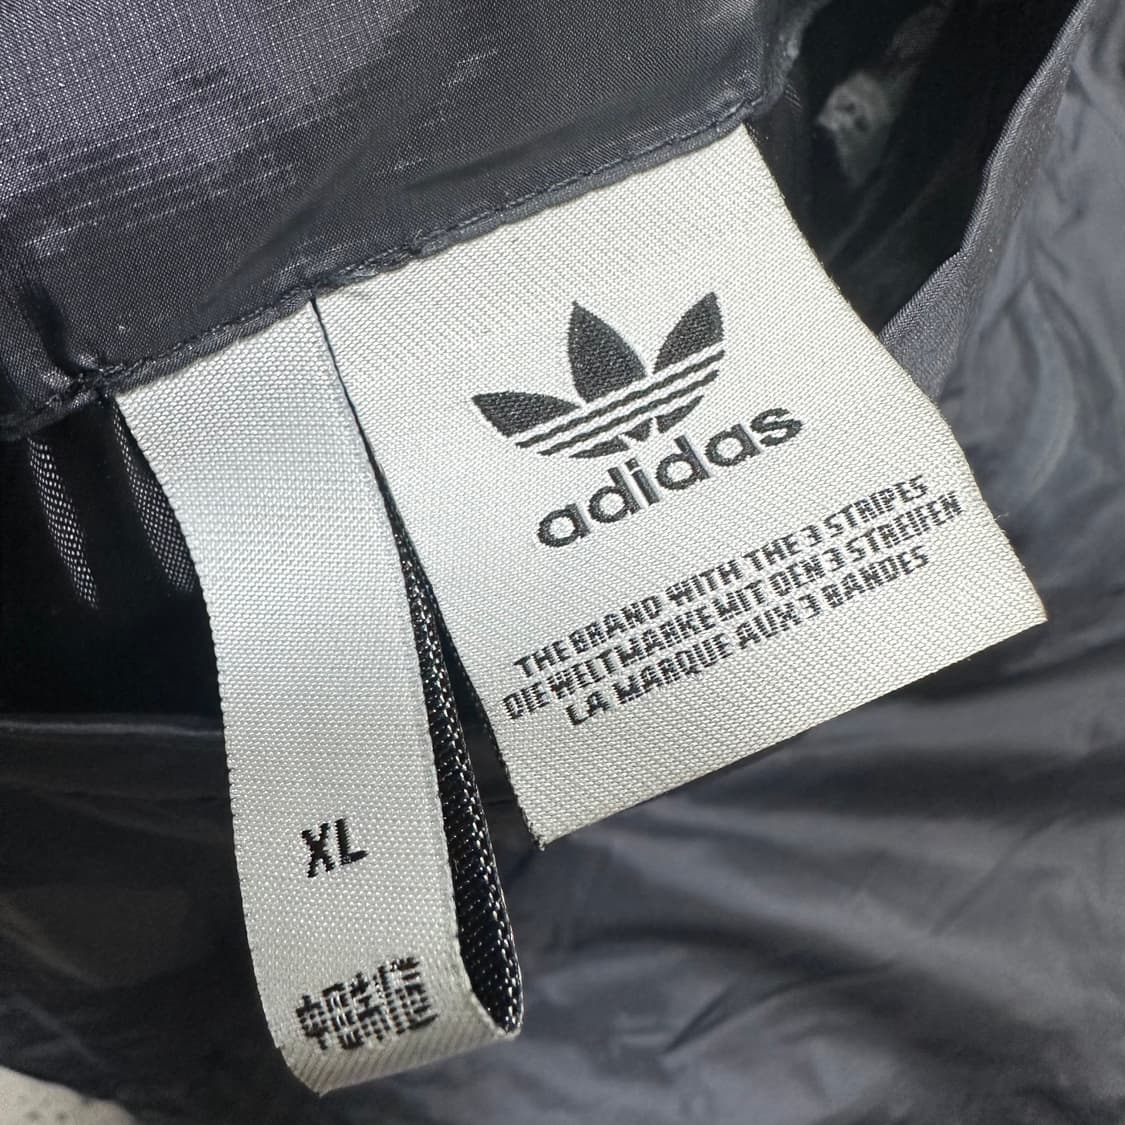 adidas
THE BRAND WITH THE 3 STRIPES
DIE WELTMARKE MIT DEN 3 STREIFEN
LA MARQUE AUX 3 BANDES
XL